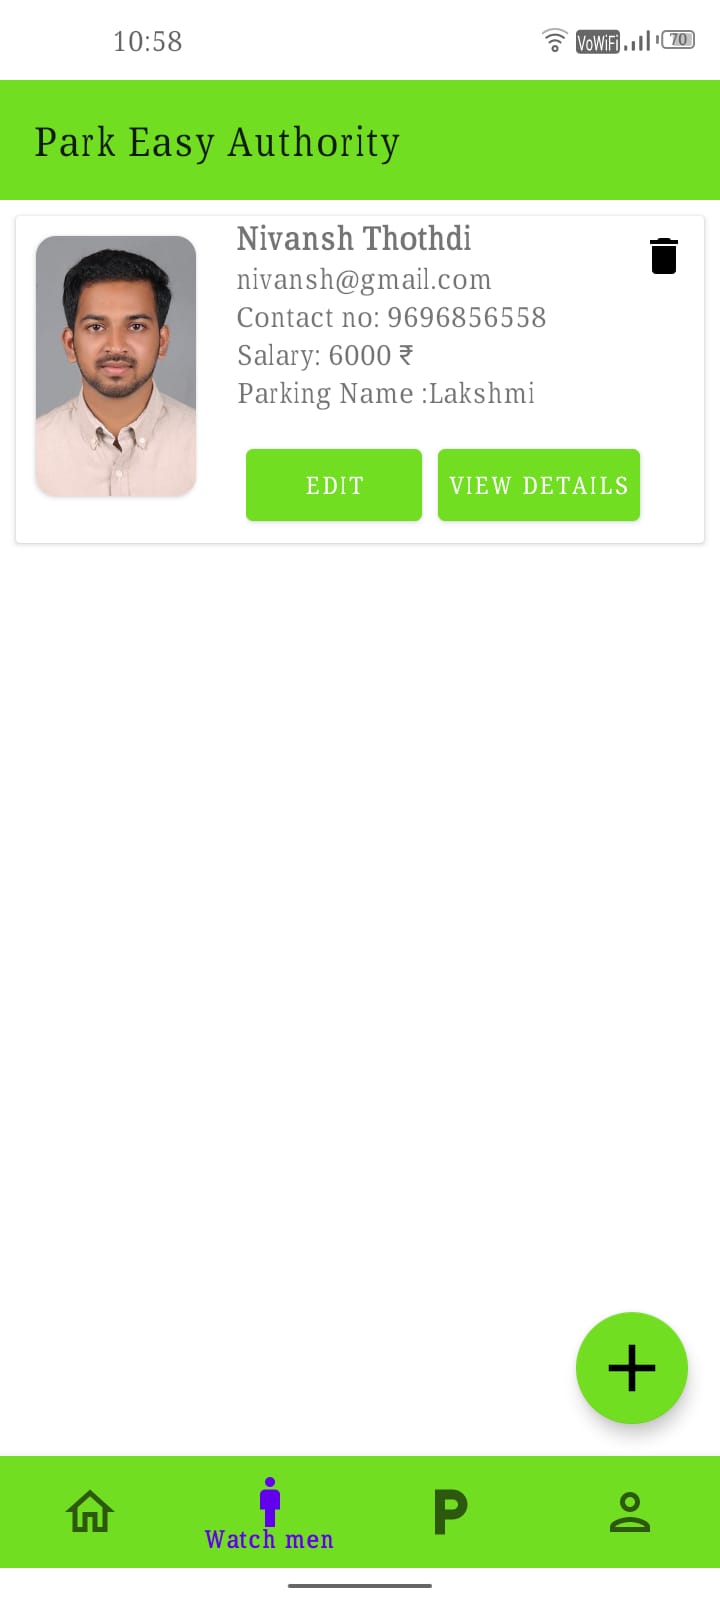 10:58
VoWiFi
70
Park Easy Authority
Nivansh Thothdi
nivansh@gmail.com
Contact no: 9696856558
Salary: 6000 ₹
Parking Name :Lakshmi
EDIT
VIEW DETAILS
P
Watch men